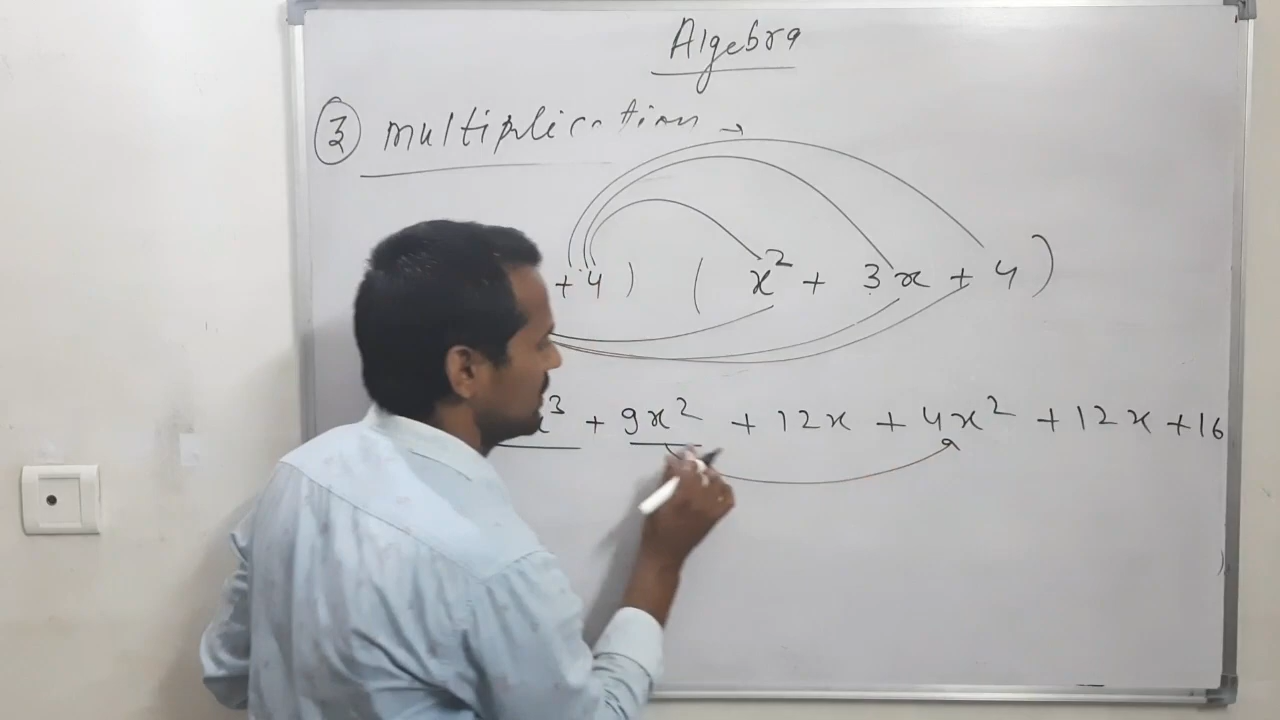 Algebra
③ multiplication →
+ 4 ) ( x² + 3x + 4 )
x³ + 9x² + 12x + 4x² + 12x + 16